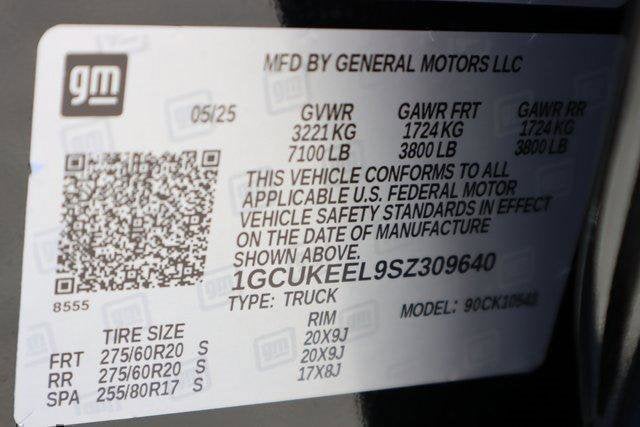 gm
MFD BY GENERAL MOTORS LLC
05/25 GVWR GAWR FRT GAWR RR
3221 KG 1724 KG 1724 KG
7100 LB 3800 LB 3800 LB
THIS VEHICLE CONFORMS TO ALL
APPLICABLE U.S. FEDERAL MOTOR
VEHICLE SAFETY STANDARDS IN EFFECT
ON THE DATE OF MANUFACTURE
SHOWN ABOVE.
1GCUKEEL9SZ309640
8555
TYPE: TRUCK MODEL:
TIRE SIZE RIM
FRT 275/60R20 S 20X9J
RR 275/60R20 S 20X9J
SPA 255/80R17 S 17X8J